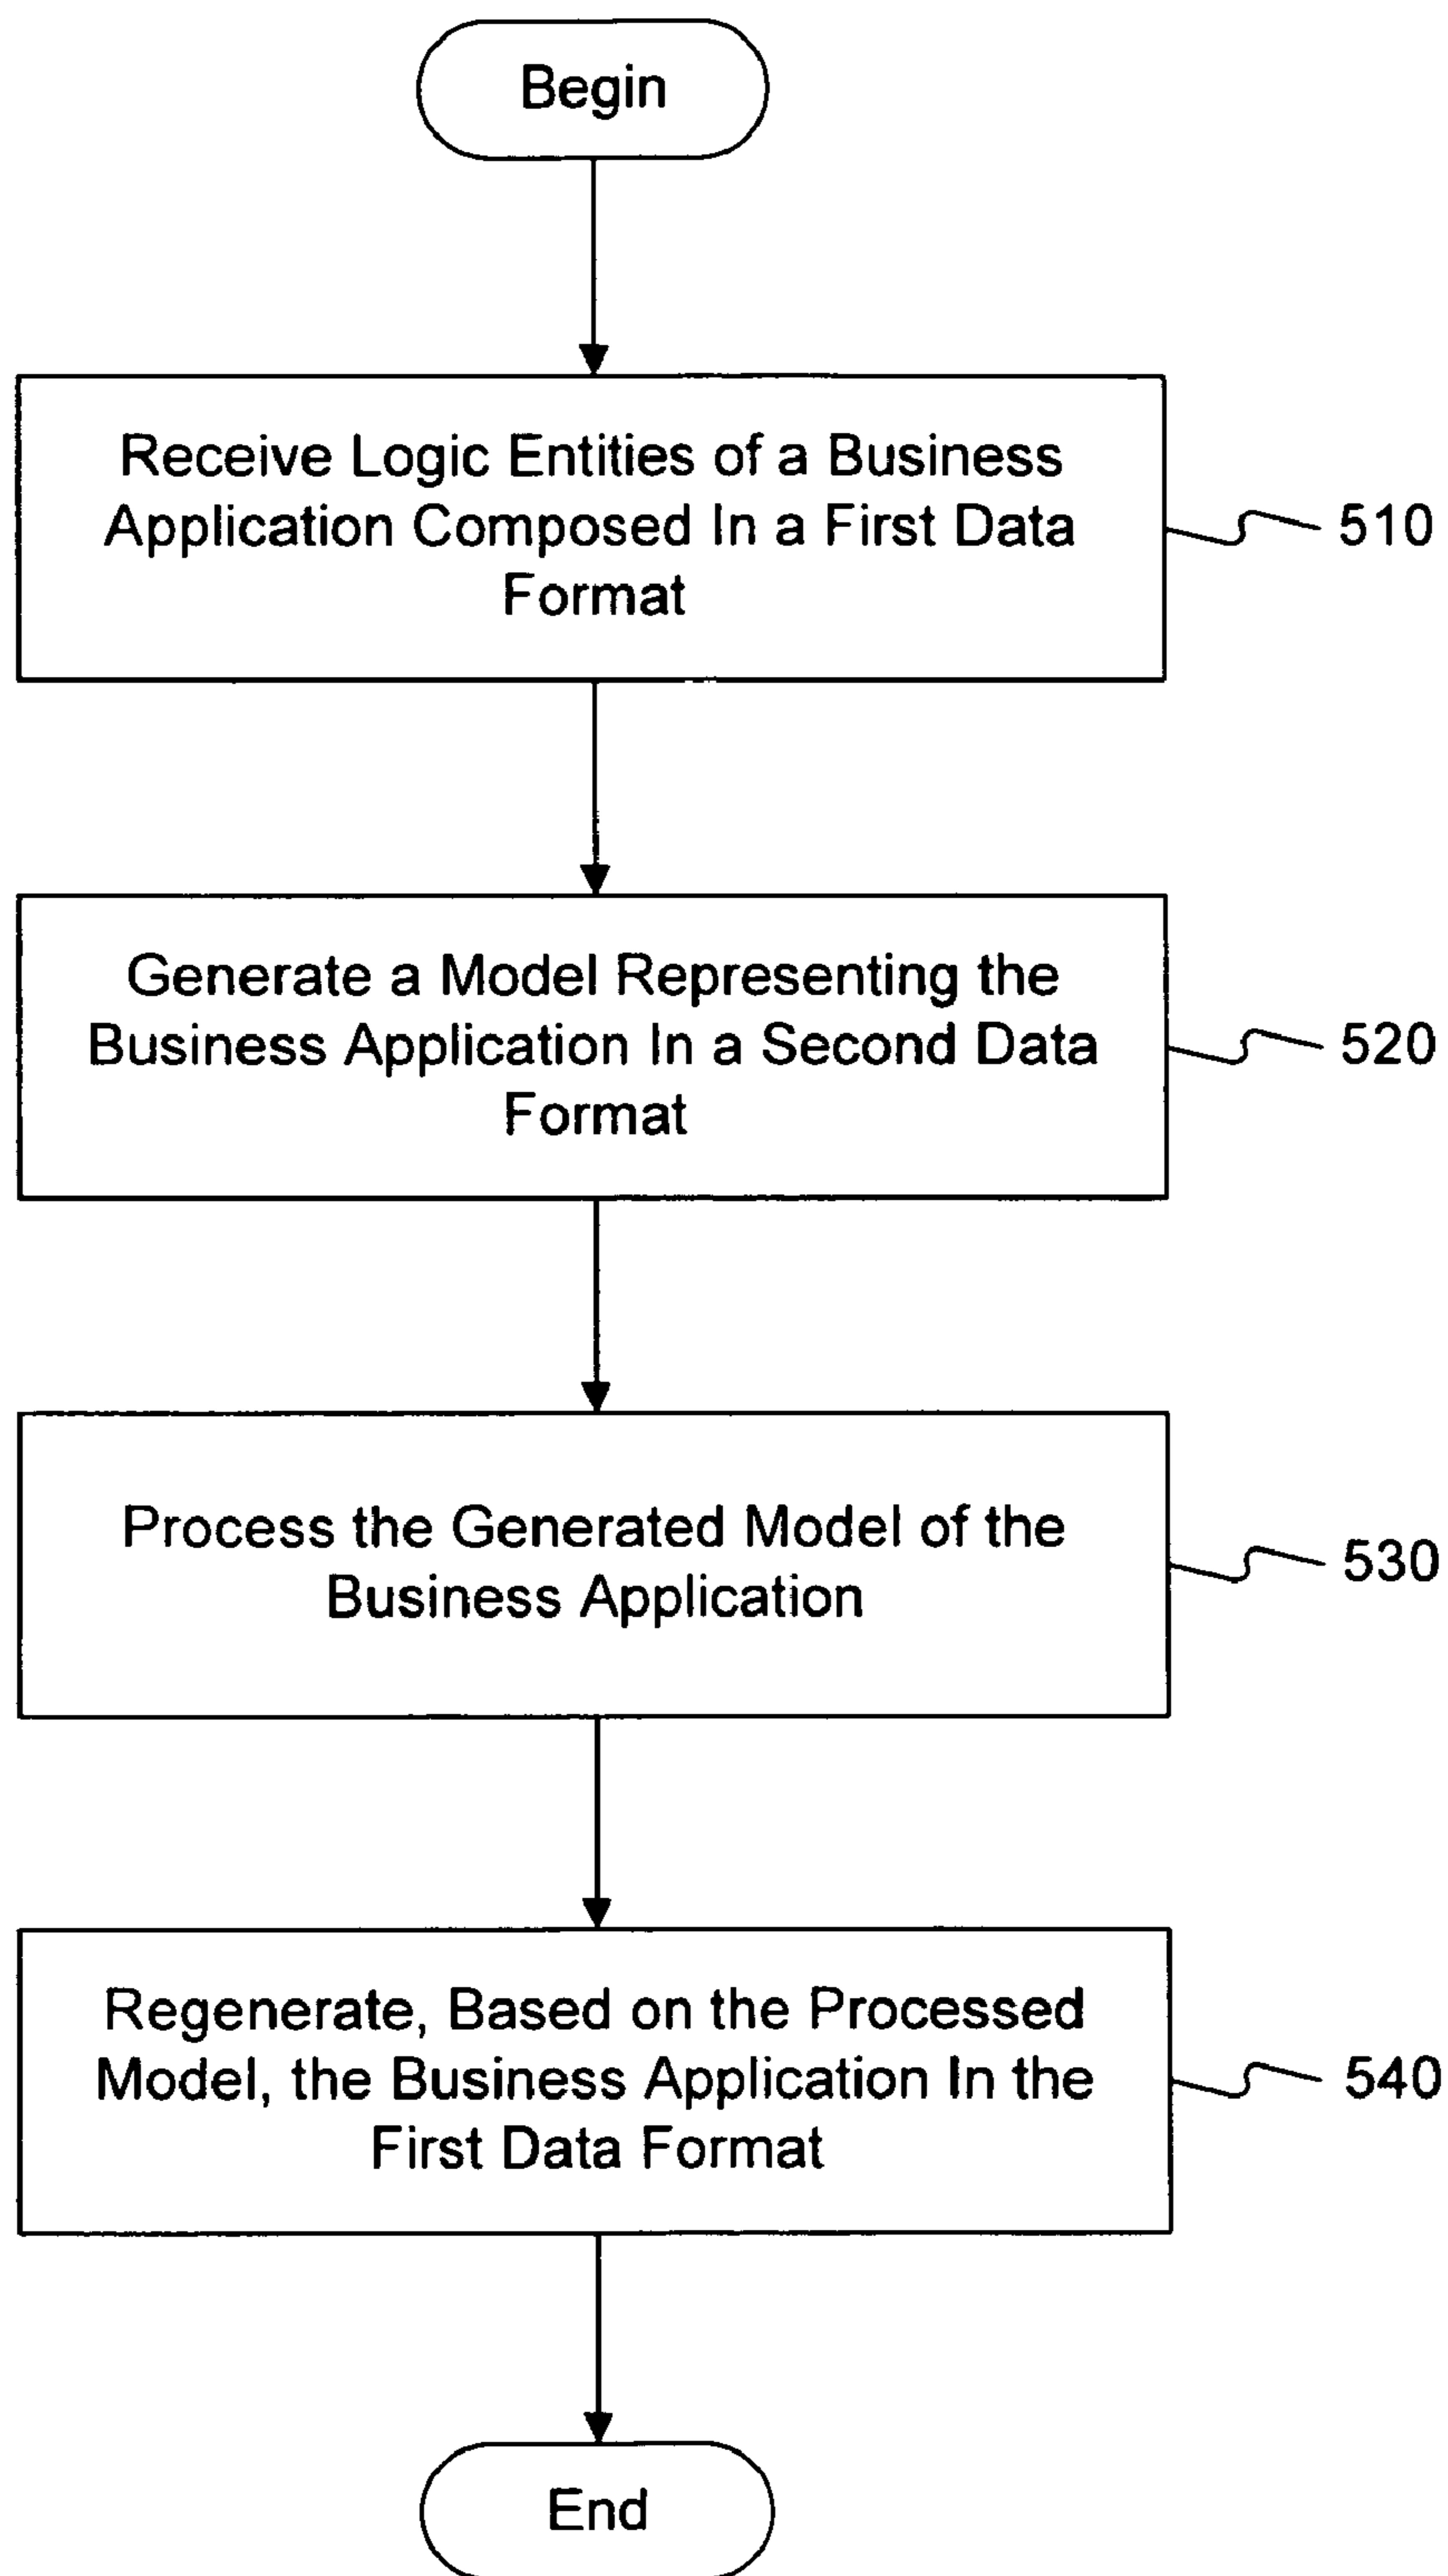 Begin
Receive Logic Entities of a Business
Application Composed In a First Data
Format
510
Generate a Model Representing the
Business Application In a Second Data
Format
520
Process the Generated Model of the
Business Application
530
Regenerate, Based on the Processed
Model, the Business Application In the
First Data Format
540
End